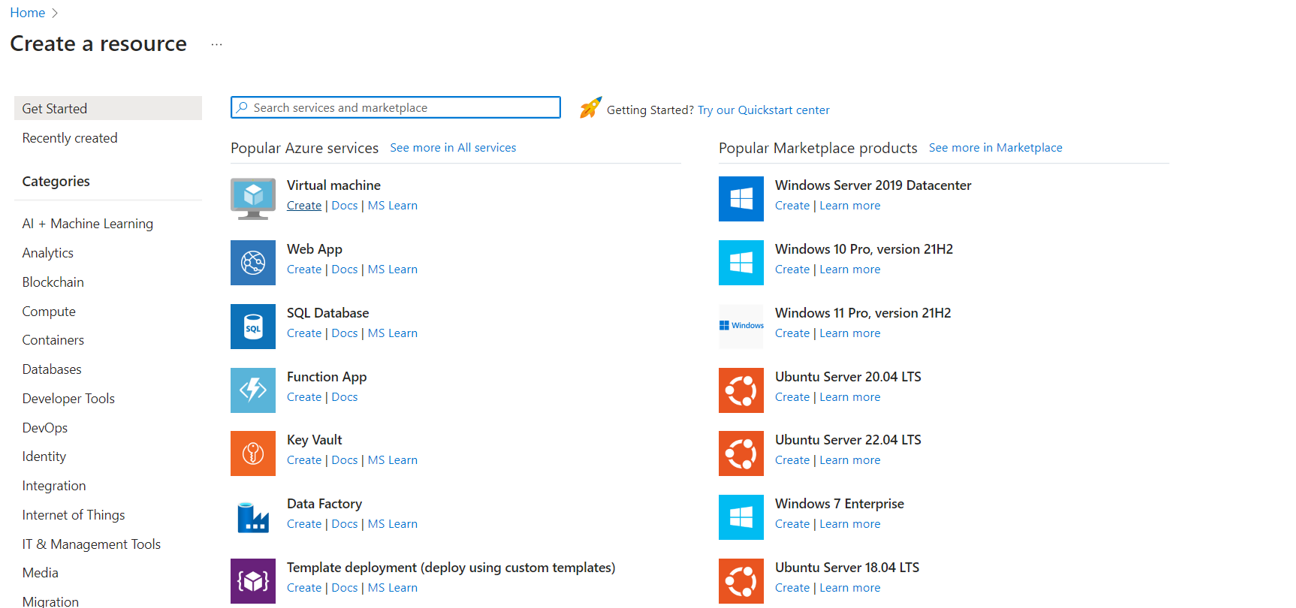 Home >
Create a resource ...
Get Started
Recently created
Categories
AI + Machine Learning
Analytics
Blockchain
Compute
Containers
Databases
Developer Tools
DevOps
Identity
Integration
Internet of Things
IT & Management Tools
Media
Migration
Search services and marketplace
Getting Started? Try our Quickstart center
Popular Azure services See more in All services
Virtual machine
Create | Docs | MS Learn
Web App
Create | Docs | MS Learn
SQL
SQL Database
Create | Docs | MS Learn
Function App
Create | Docs
Key Vault
Create | Docs | MS Learn
Data Factory
Create | Docs | MS Learn
Template deployment (deploy using custom templates)
Create | Docs | MS Learn
Popular Marketplace products See more in Marketplace
Windows Server 2019 Datacenter
Create | Learn more
Windows 10 Pro, version 21H2
Create | Learn more
Windows
Windows 11 Pro, version 21H2
Create | Learn more
Ubuntu Server 20.04 LTS
Create | Learn more
Ubuntu Server 22.04 LTS
Create | Learn more
Windows 7 Enterprise
Create | Learn more
Ubuntu Server 18.04 LTS
Create | Learn more